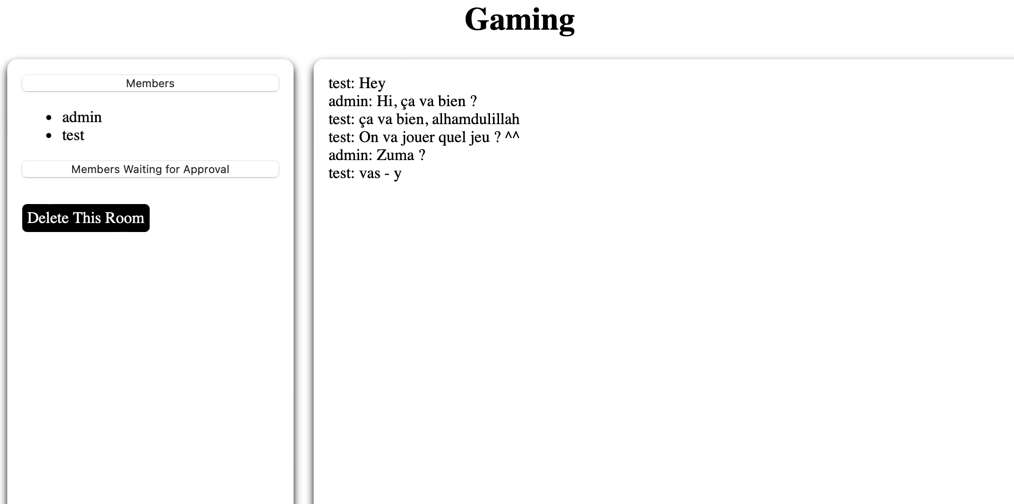 Gaming
Members
admin
test
Members Waiting for Approval
Delete This Room
test: Hey
admin: Hi, ça va bien ?
test: ça va bien, alhamdulillah
test: On va jouer quel jeu ? ^^
admin: Zuma ?
test: vas - y